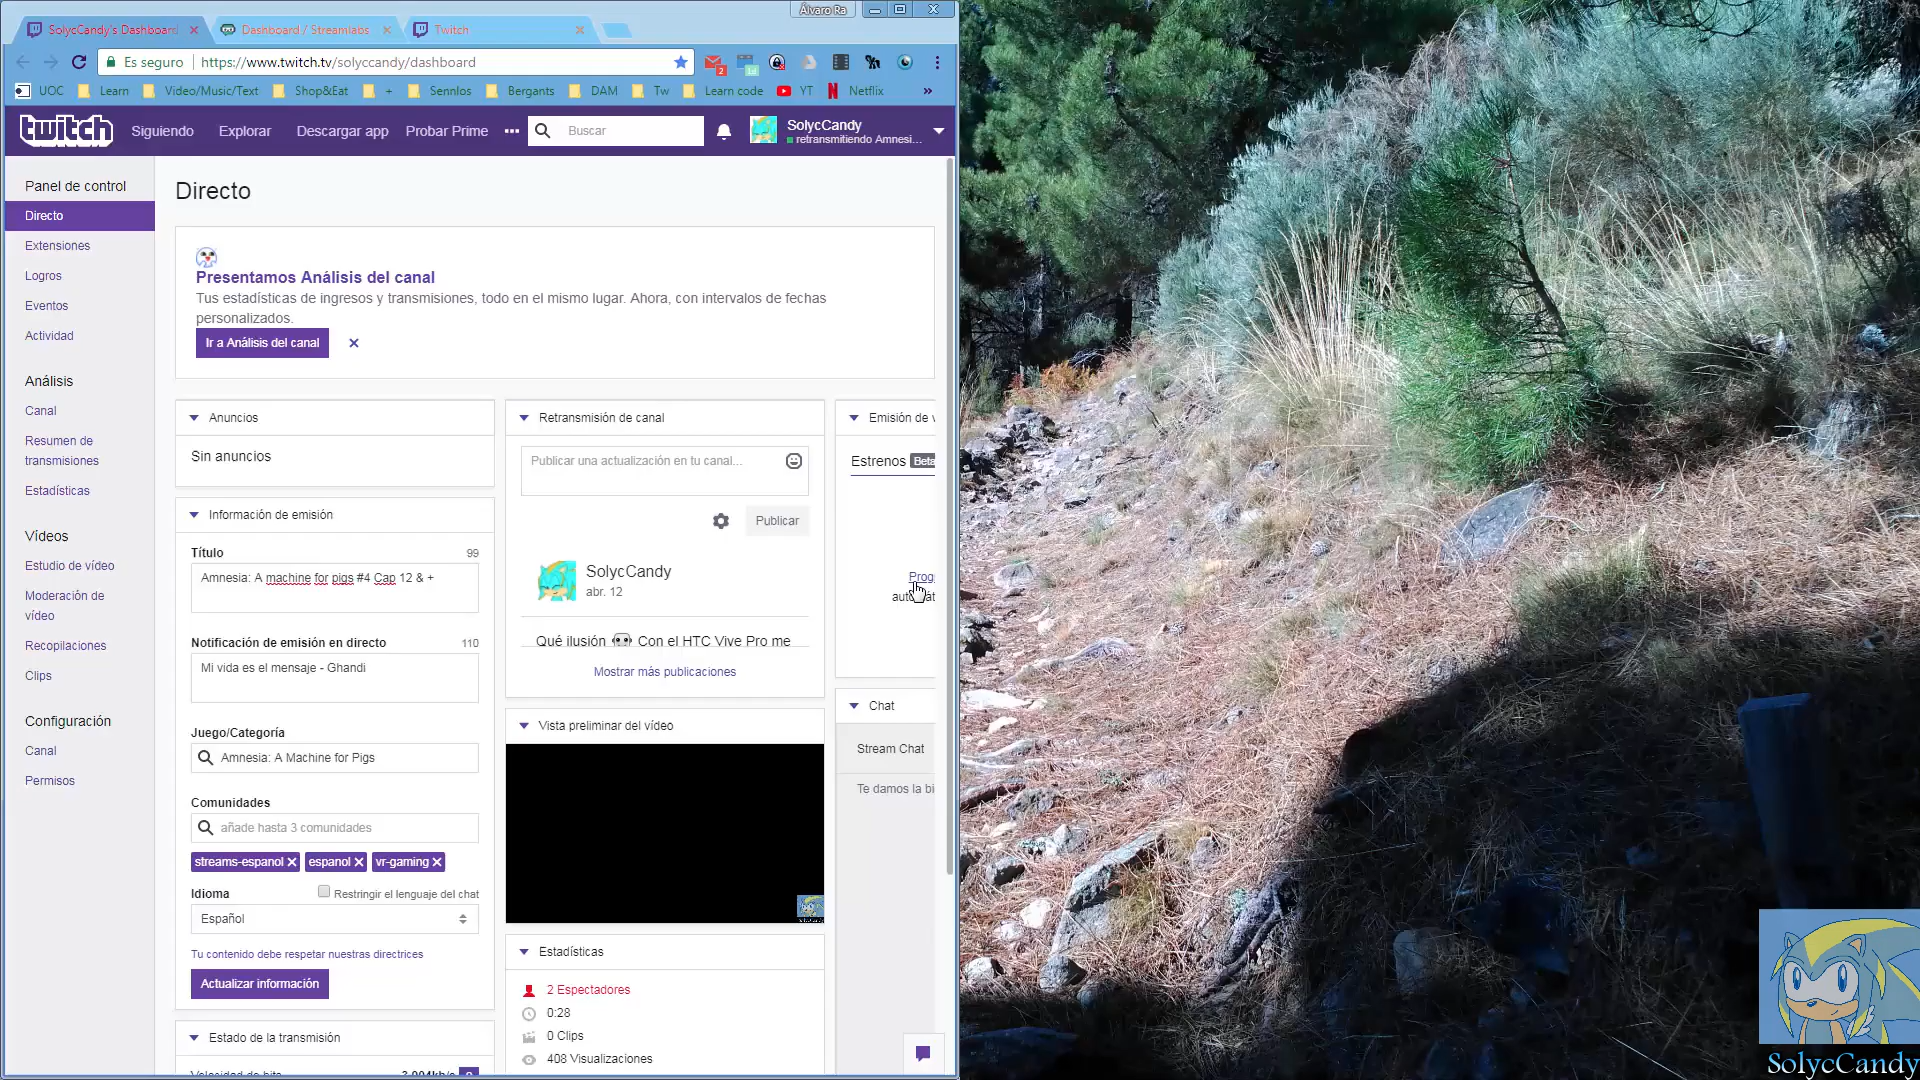 Álvaro Ra
SolycCandy's Dashboard
Dashboard / Streamlabs
Twitch
Es seguro
https://www.twitch.tv/solyccandy/dashboard
2
UOC
Learn
Video/Music/Text
Shop&Eat
+
Sennlos
Bergants
DAM
Tw
Learn code
YT
Netflix
»
twitch
Siguiendo
Explorar
Descargar app
Probar Prime
Buscar
SolycCandy
retransmitiendo Amnesi...
Panel de control
Directo
Extensiones
Logros
Eventos
Actividad
Análisis
Canal
Resumen de
transmisiones
Estadísticas
Vídeos
Estudio de vídeo
Moderación de
vídeo
Recopilaciones
Clips
Configuración
Canal
Permisos
Directo
Presentamos Análisis del canal
Tus estadísticas de ingresos y transmisiones, todo en el mismo lugar. Ahora, con intervalos de fechas
personalizados.
Ir a Análisis del canal
Anuncios
Sin anuncios
Información de emisión
Título
99
Amnesia: A machine for pigs #4 Cap 12 & +
Notificación de emisión en directo
110
Mi vida es el mensaje - Ghandi
Juego/Categoría
Amnesia: A Machine for Pigs
Comunidades
añade hasta 3 comunidades
streams-espanol
espanol
vr-gaming
Idioma
Restringir el lenguaje del chat
Español
Tu contenido debe respetar nuestras directrices
Actualizar información
Estado de la transmisión
Retransmisión de canal
Publicar una actualización en tu canal...
Publicar
SolycCandy
abr. 12
Qué ilusión Con el HTC Vive Pro me
Mostrar más publicaciones
Vista preliminar del vídeo
Estadísticas
2 Espectadores
0:28
0 Clips
408 Visualizaciones
Emisión de v
Estrenos Beta
Prog
Chat
Stream Chat
Te damos la bi
SolycCandy